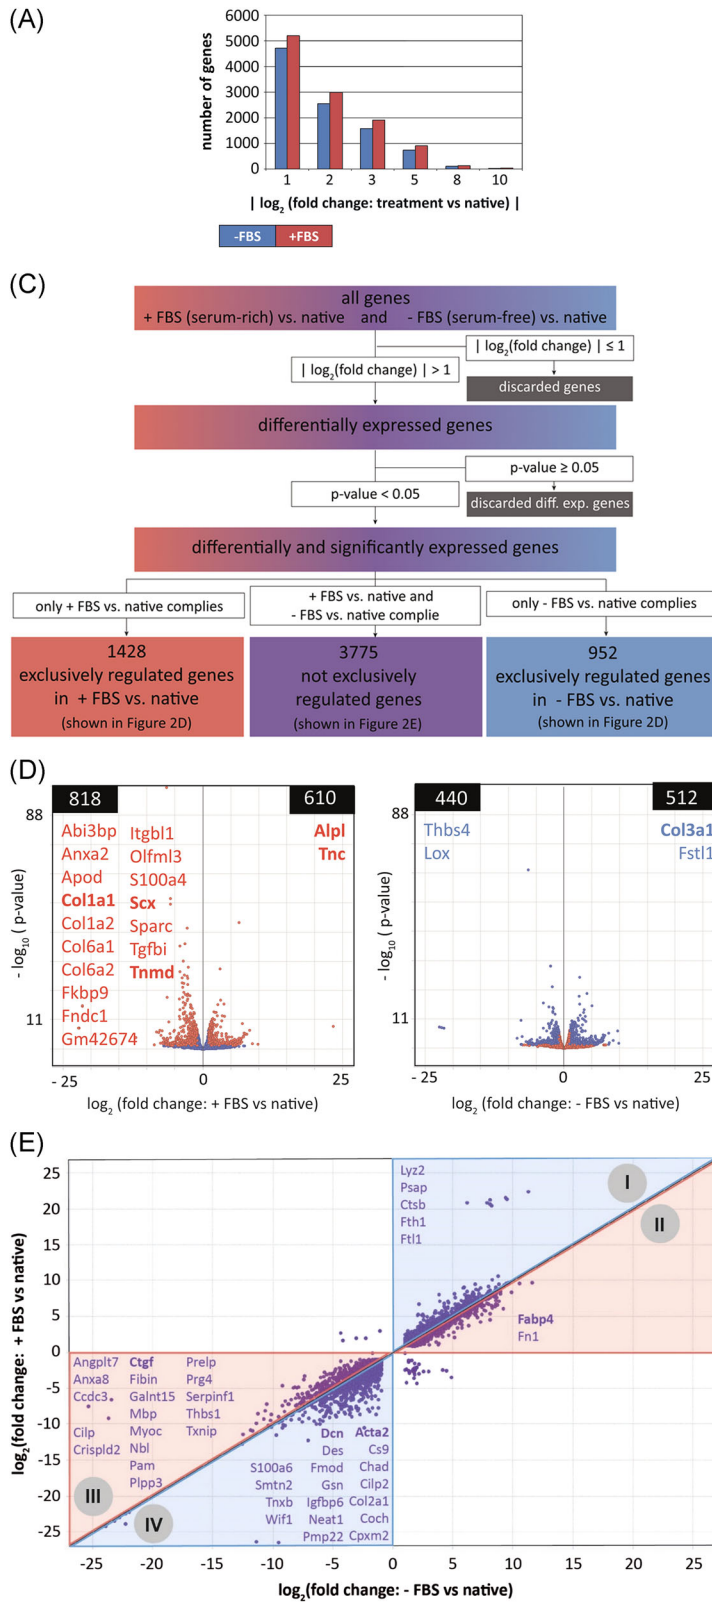 (A)
number of genes
6000
5000
4000
3000
2000
1000
0
1 2 3 5 8 10
| log2 (fold change: treatment vs native) |
-FBS +FBS
(C)
all genes
+ FBS (serum-rich) vs. native and - FBS (serum-free) vs. native
| log2(fold change) | ≤ 1
| log2(fold change) | > 1
discarded genes
differentially expressed genes
p-value ≥ 0.05
p-value < 0.05
discarded diff. exp. genes
differentially and significantly expressed genes
only + FBS vs. native complies
+ FBS vs. native and
- FBS vs. native complie
only - FBS vs. native complies
1428
exclusively regulated genes
in + FBS vs. native
(shown in Figure 2D)
3775
not exclusively
regulated genes
(shown in Figure 2E)
952
exclusively regulated genes
in - FBS vs. native
(shown in Figure 2D)
(D)
- log10 ( p-value)
88
11
818
610
Abi3bp
Anxa2
Apod
Col1a1
Col1a2
Col6a1
Col6a2
Fkbp9
Fndc1
Gm42674
Itgbl1
Olfml3
S100a4
Scx
Sparc
Tgfbi
Tnmd
Alpl
Tnc
- 25 0 25
log2 (fold change: + FBS vs native)
- log10 ( p-value)
88
11
440
512
Thbs4
Lox
Col3a1
Fstl1
- 25 0 25
log2 (fold change: - FBS vs native)
(E)
log2(fold change: + FBS vs native)
25
20
15
10
5
0
-5
-10
-15
-20
-25
Lyz2
Psap
Ctsb
Fth1
Ftl1
I
II
Fabp4
Fn1
Angplt7
Anxa8
Ccdc3
Cilp
Crispld2
Ctgf
Fibin
Galnt15
Mbp
Myoc
Nbl
Pam
Plpp3
Prelp
Prg4
Serpinf1
Thbs1
Txnip
III
IV
S100a6
Smtn2
Tnxb
Wif1
Dcn
Des
Fmod
Gsn
Igfbp6
Neat1
Pmp22
Acta2
Cs9
Chad
Cilp2
Col2a1
Coch
Cpxm2
-25 -20 -15 -10 -5 0 5 10 15 20 25
log2(fold change: - FBS vs native)